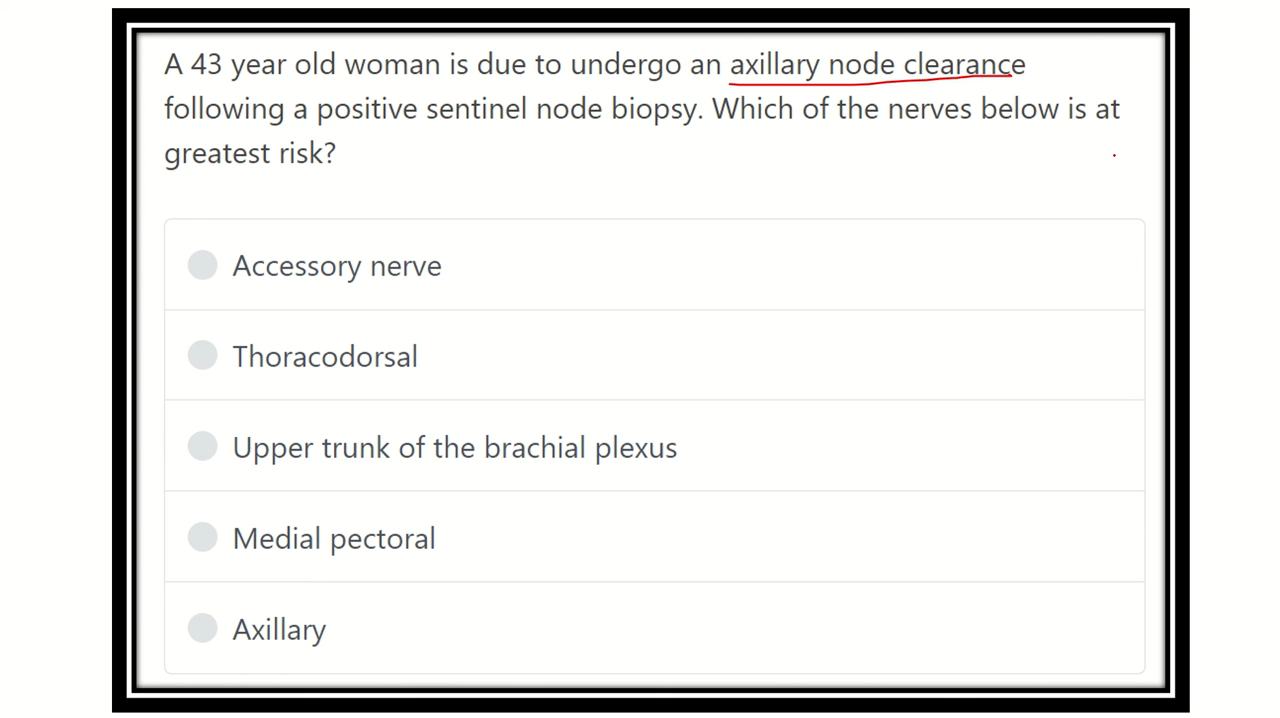 A 43 year old woman is due to undergo an axillary node clearance
following a positive sentinel node biopsy. Which of the nerves below is at
greatest risk?
Accessory nerve
Thoracodorsal
Upper trunk of the brachial plexus
Medial pectoral
Axillary